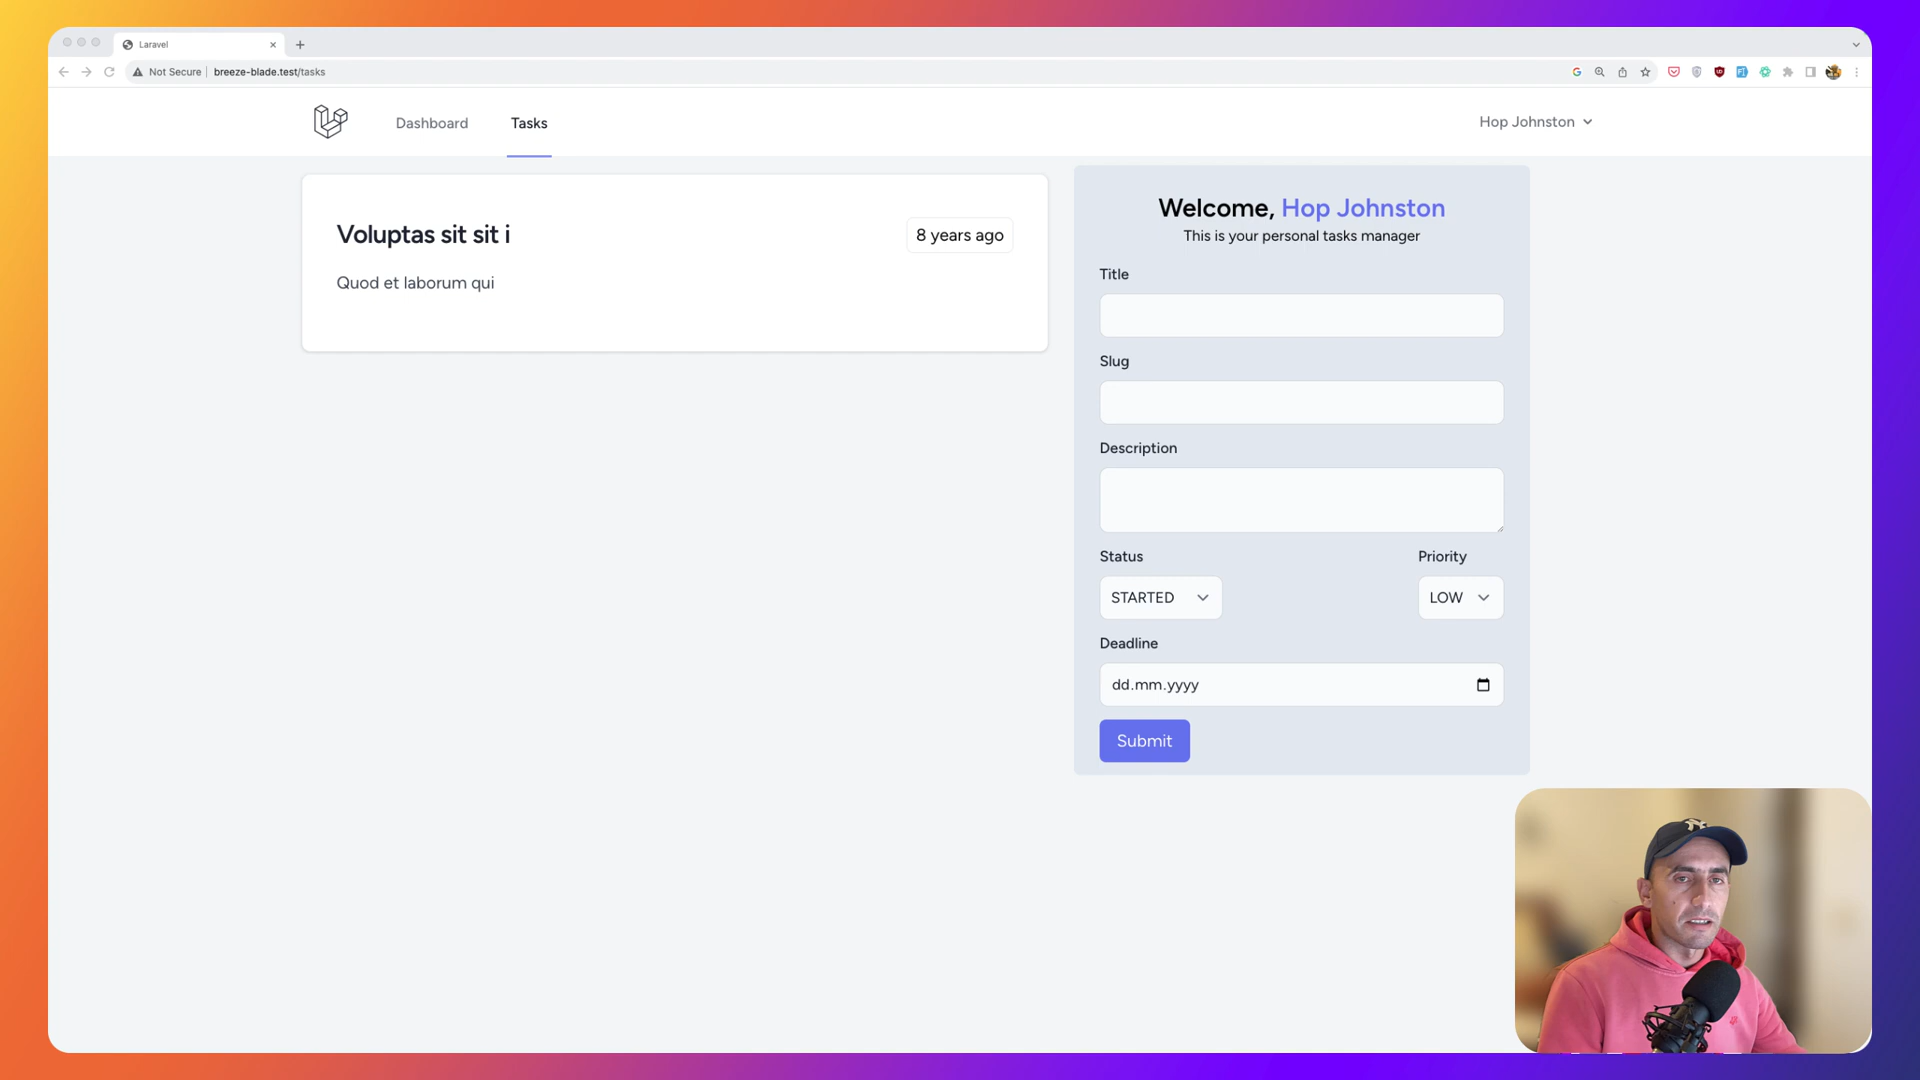 Laravel
Not Secure
breeze-blade.test/tasks
Dashboard
Tasks
Hop Johnston
Voluptas sit sit i
8 years ago
Quod et laborum qui
Welcome, Hop Johnston
This is your personal tasks manager
Title
Slug
Description
Status
Priority
STARTED
LOW
Deadline
dd.mm.yyyy
Submit